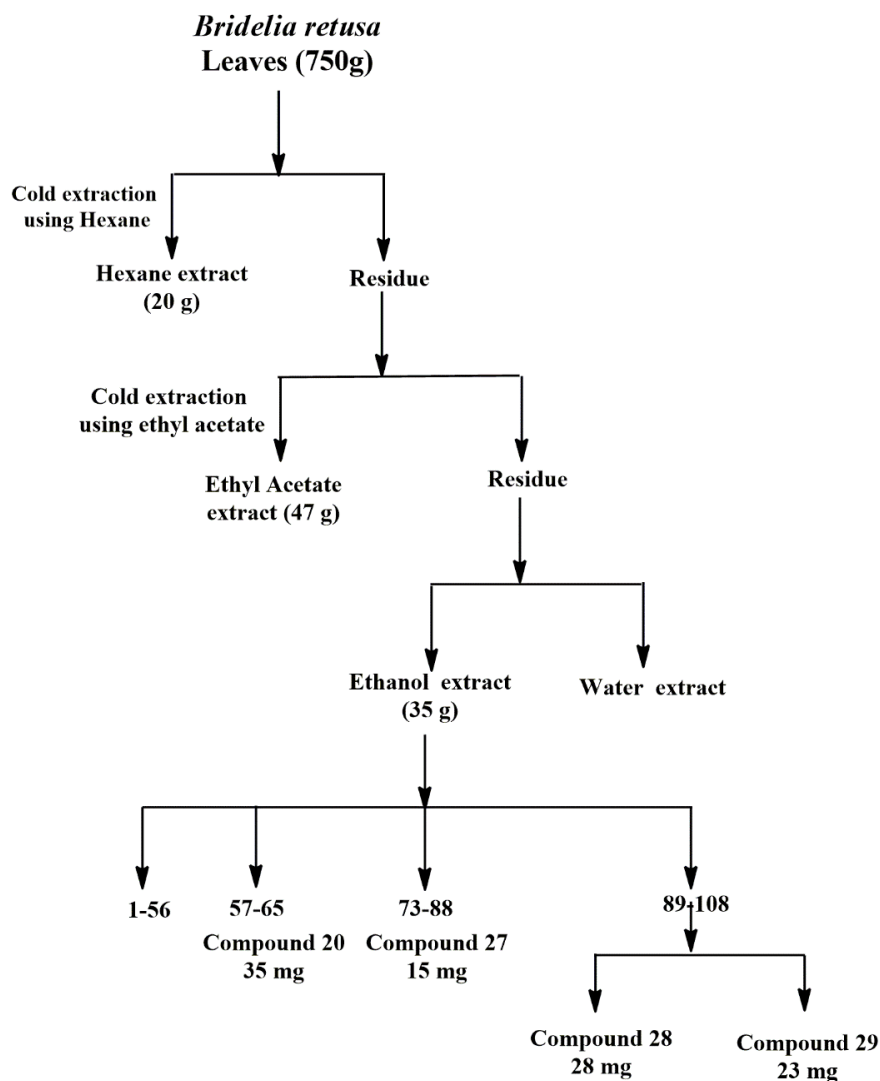 Bridelia retusa
Leaves (750g)
Cold extraction
using Hexane
Hexane extract
(20 g)
Residue
Cold extraction
using ethyl acetate
Ethyl Acetate
extract (47 g)
Residue
Ethanol extract
(35 g)
Water extract
1-56
57-65
Compound 20
35 mg
73-88
Compound 27
15 mg
89-108
Compound 28
28 mg
Compound 29
23 mg